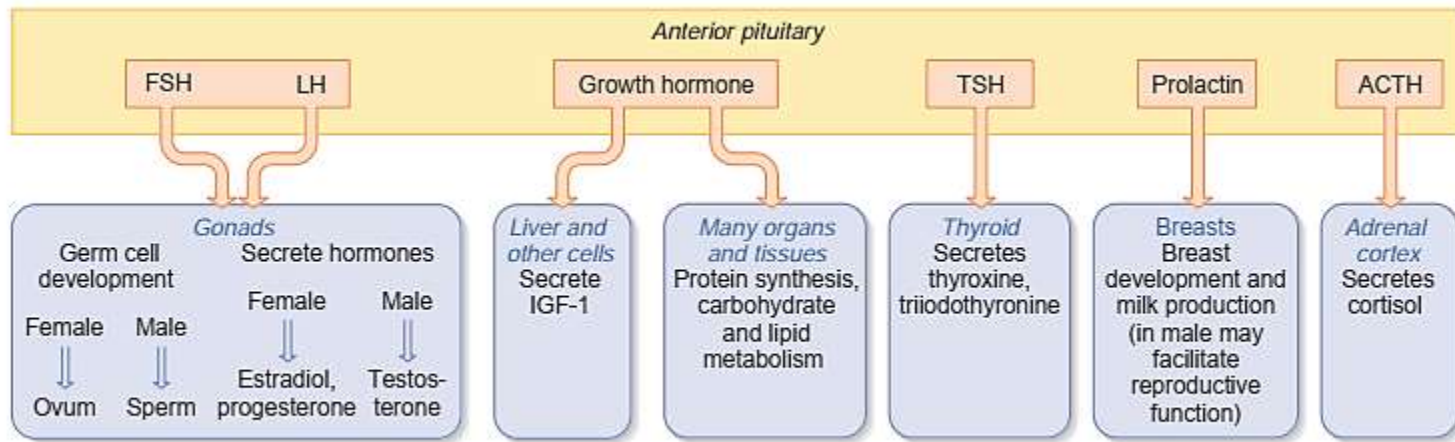 Anterior pituitary
FSH LH
Growth hormone
TSH
Prolactin
ACTH
Gonads
Germ cell
development
Female Male
Ovum Sperm
Secrete hormones
Female Male
Estradiol,
progesterone
Testos-
terone
Liver and
other cells
Secrete
IGF-1
Many organs
and tissues
Protein synthesis,
carbohydrate
and lipid
metabolism
Thyroid
Secretes
thyroxine,
triiodothyronine
Breasts
Breast
development and
milk production
(in male may
facilitate
reproductive
function)
Adrenal
cortex
Secretes
cortisol